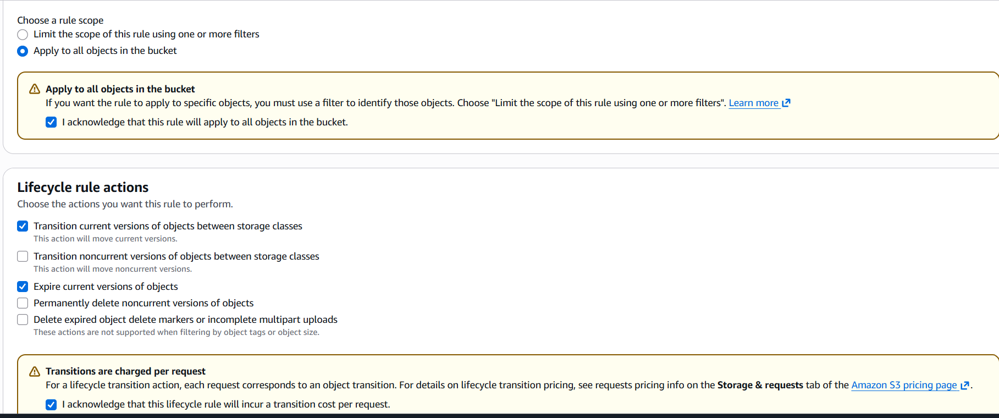 Choose a rule scope
Limit the scope of this rule using one or more filters
Apply to all objects in the bucket
Apply to all objects in the bucket
If you want the rule to apply to specific objects, you must use a filter to identify those objects. Choose "Limit the scope of this rule using one or more filters". Learn more
I acknowledge that this rule will apply to all objects in the bucket.
Lifecycle rule actions
Choose the actions you want this rule to perform.
Transition current versions of objects between storage classes
This action will move current versions.
Transition noncurrent versions of objects between storage classes
This action will move noncurrent versions.
Expire current versions of objects
Permanently delete noncurrent versions of objects
Delete expired object delete markers or incomplete multipart uploads
These actions are not supported when filtering by object tags or object size.
Transitions are charged per request
For a lifecycle transition action, each request corresponds to an object transition. For details on lifecycle transition pricing, see requests pricing info on the Storage & requests tab of the Amazon S3 pricing page.
I acknowledge that this lifecycle rule will incur a transition cost per request.